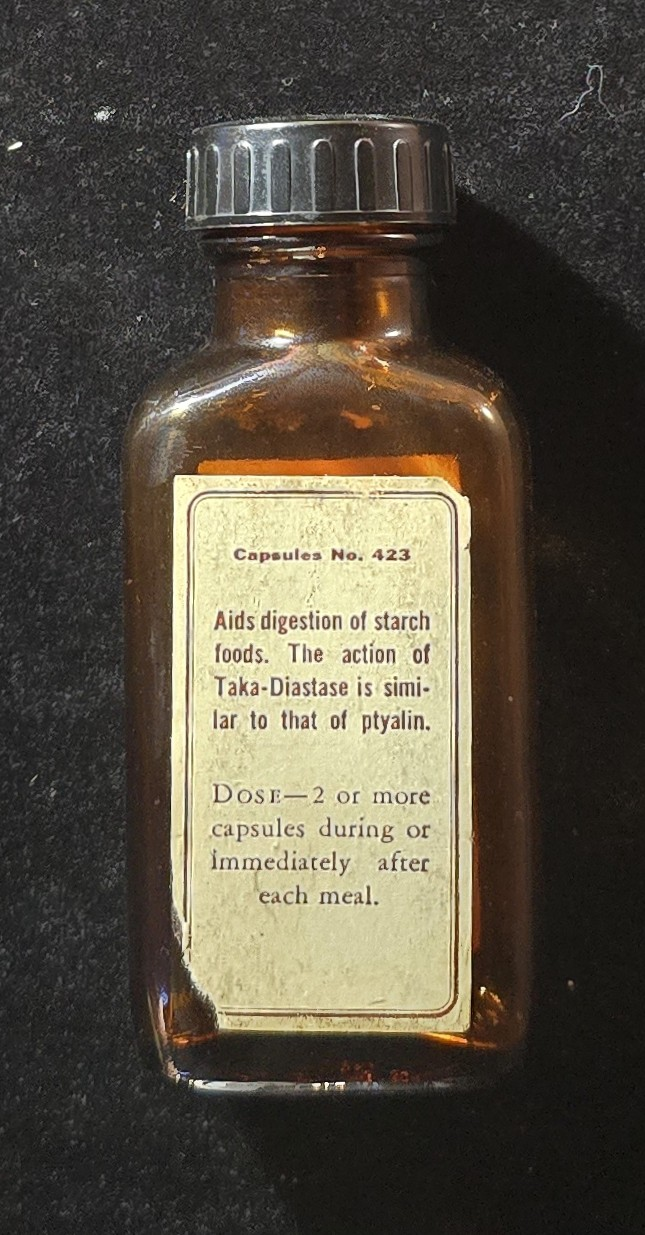 Capsules No. 423
Aids digestion of starch
foods. The action of
Taka-Diastase is simi-
lar to that of ptyalin.
DOSE—2 or more
capsules during or
immediately after
each meal.